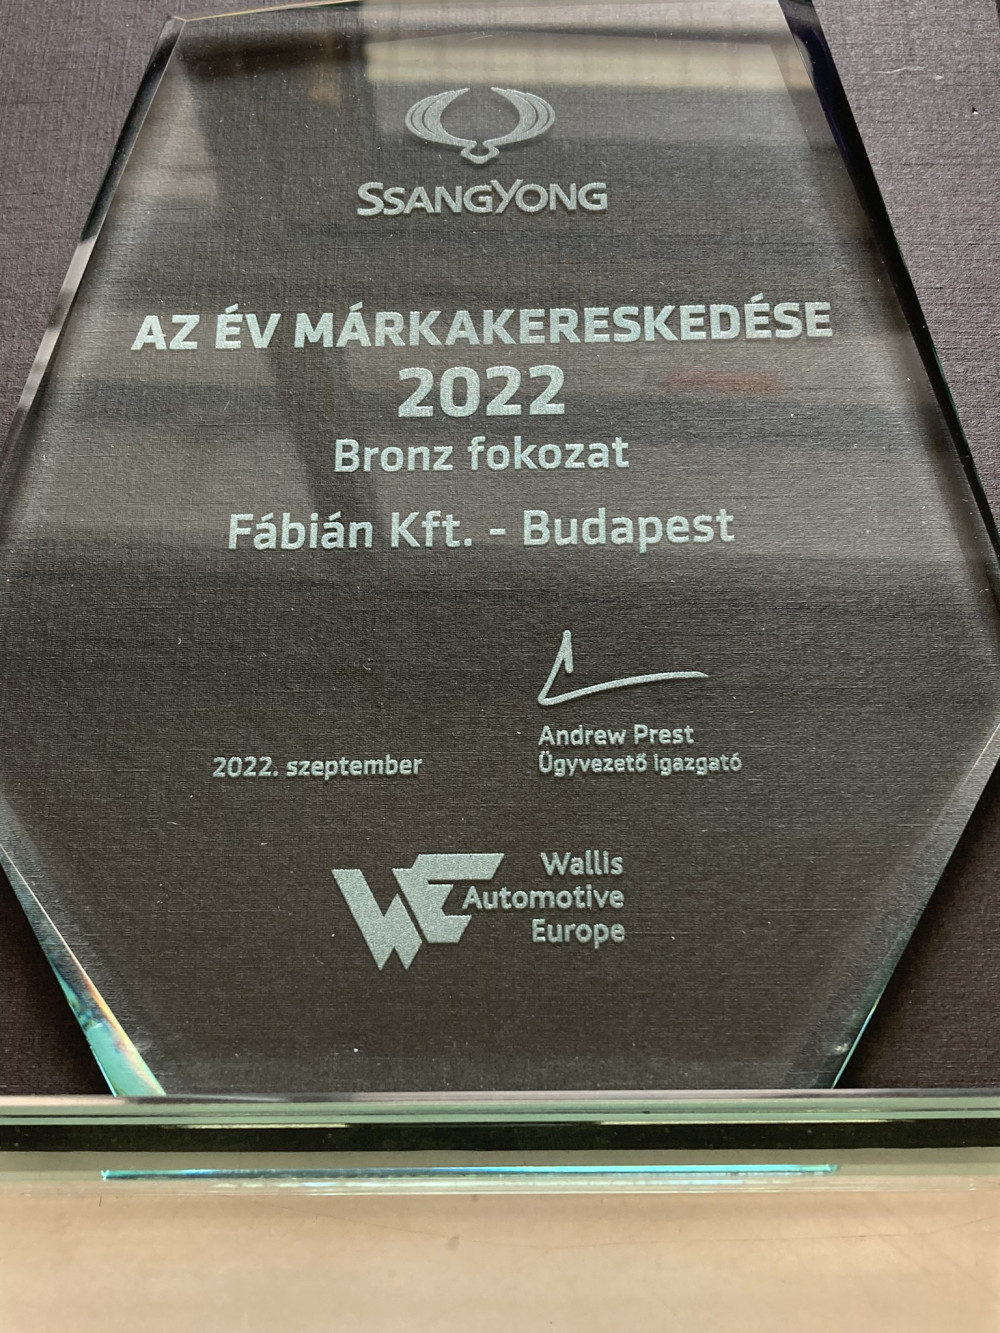 SSANGYONG
AZ ÉV MÁRKAKERESKEDÉSE
2022
Bronz fokozat
Fábián Kft. - Budapest
2022. szeptember
Andrew Prest
Ügyvezető Igazgató
WE
Wallis
Automotive
Europe